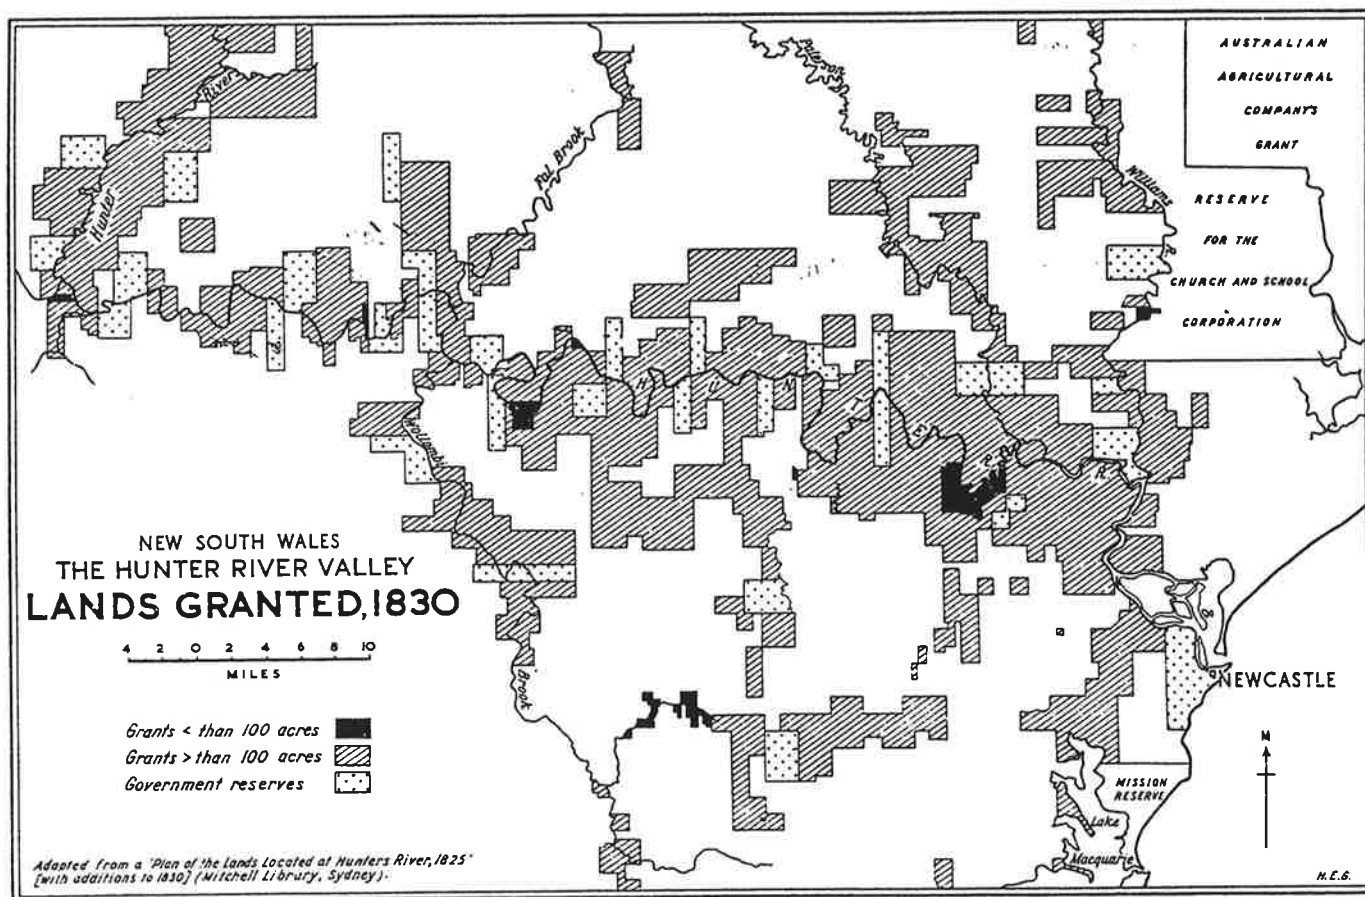 AUSTRALIAN
AGRICULTURAL
COMPANY'S
GRANT
RESERVE
FOR THE
CHURCH AND SCHOOL
CORPORATION
River
Hunter
Fal Brook
Paterson
R.
Williams
R.
H U N T E R R.
Wollombi
Brook
NEW SOUTH WALES
THE HUNTER RIVER VALLEY
LANDS GRANTED, 1830
4 2 0 2 4 6 8 10
MILES
Grants < than 100 acres
Grants > than 100 acres
Government reserves
NEWCASTLE
M
MISSION
RESERVE
Lake
Macquarie
Adapted from a "Plan of the Lands Located at Hunters River, 1825"
[with additions to 1830] (Mitchell Library, Sydney).
H.E.G.